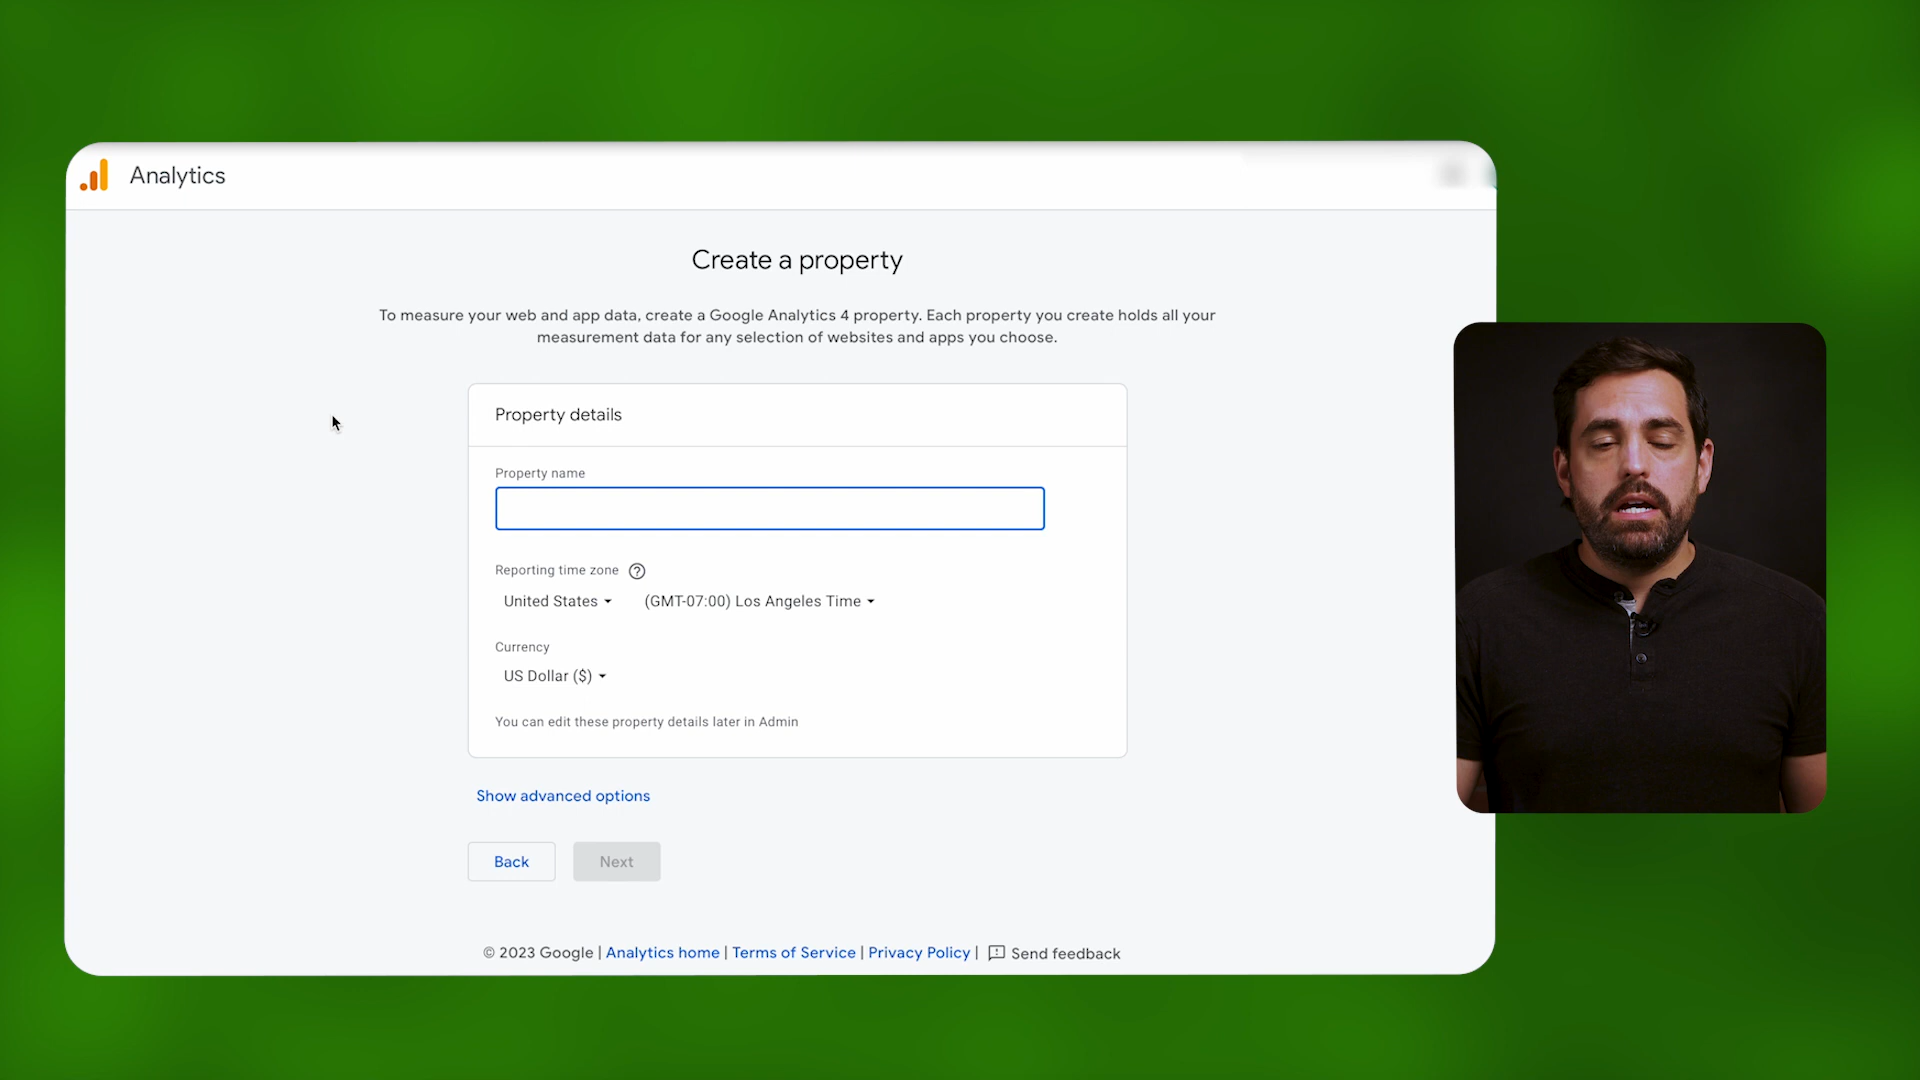 Analytics
Create a property
To measure your web and app data, create a Google Analytics 4 property. Each property you create holds all your
measurement data for any selection of websites and apps you choose.
Property details
Property name
Reporting time zone ?
United States (GMT-07:00) Los Angeles Time
Currency
US Dollar ($)
You can edit these property details later in Admin
Show advanced options
Back Next
© 2023 Google | Analytics home | Terms of Service | Privacy Policy | Send feedback